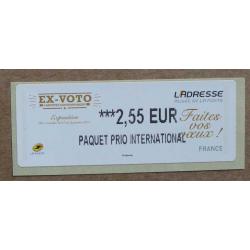 EX-VOTO
L'ADRESSE
MUSÉE DE LA POSTE
Exposition
***2,55 EUR
Faites
vos
vœux !
PAQUET PRIO INTERNATIONAL
FRANCE